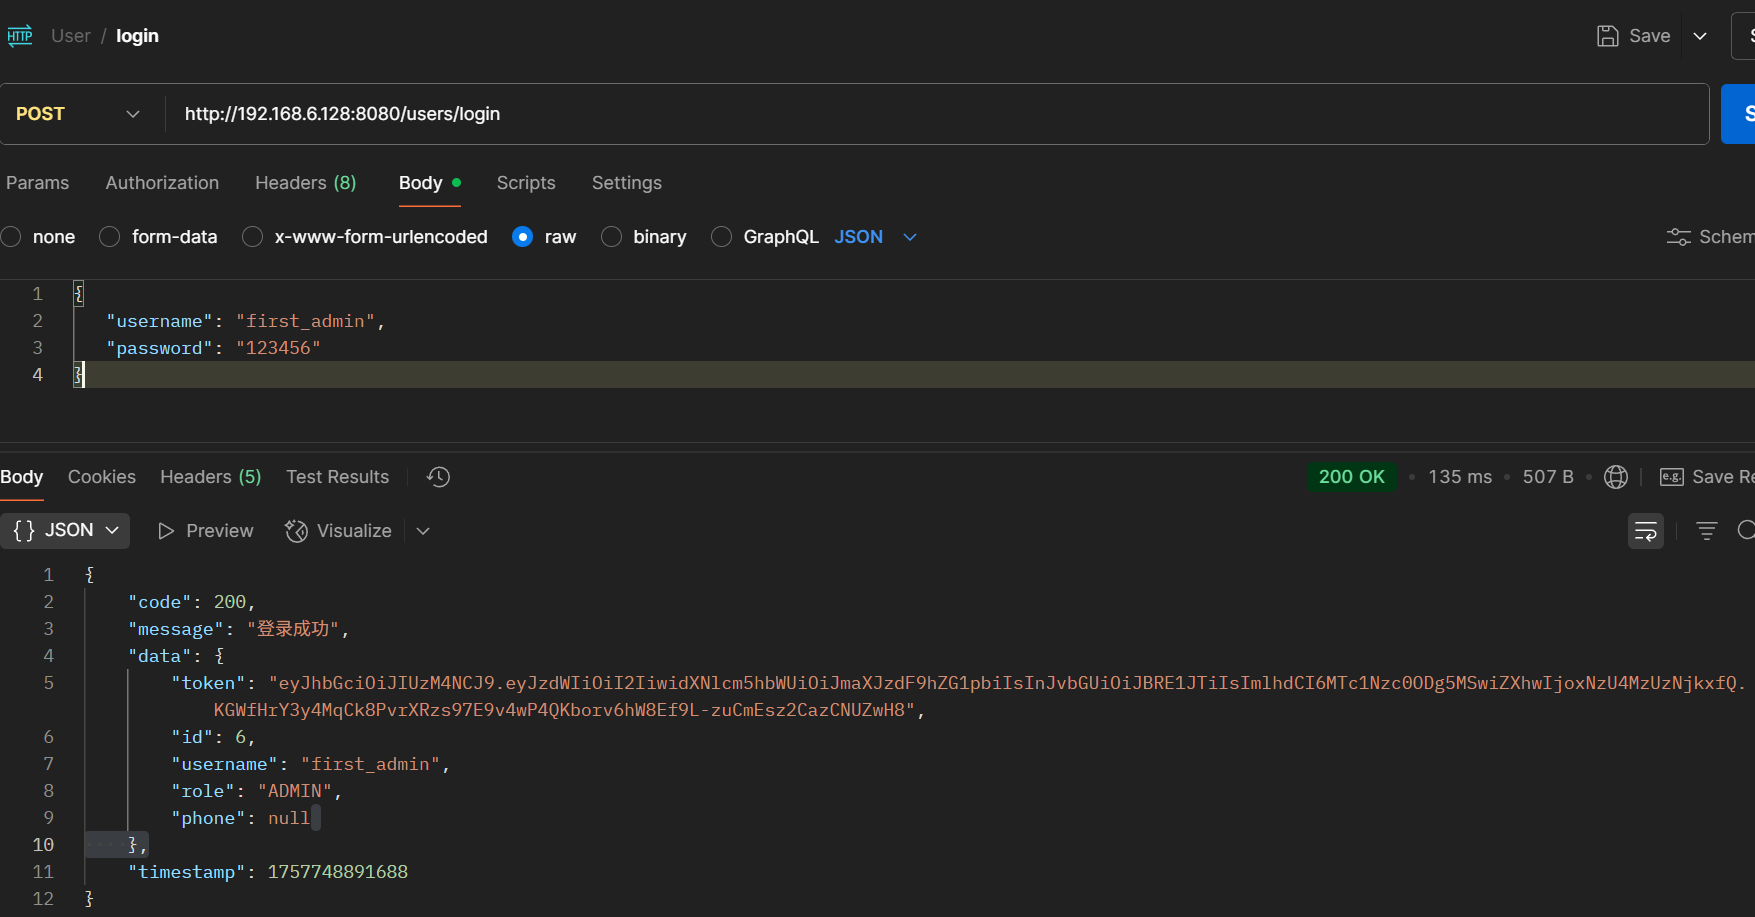 HTTP User / login Save
POST http://192.168.6.128:8080/users/login
Params Authorization Headers (8) Body Scripts Settings
none form-data x-www-form-urlencoded raw binary GraphQL JSON Schem
1 {
2 "username": "first_admin",
3 "password": "123456"
4 }
Body Cookies Headers (5) Test Results 200 OK 135 ms 507 B e.g. Save Re
{} JSON Preview Visualize
1 {
2 "code": 200,
3 "message": "登录成功",
4 "data": {
5 "token": "eyJhbGciOiJIUzM4NCJ9.eyJzdWIiOiI2IiwidXNlcm5hbWUiOiJmaXJzdF9hZG1pbiIsInJvbGUiOiJBRE1JTiIsImlhdCI6MTc1Nzc0ODg5MSwiZXhwIjoxNzU4MzUzNjkxfQ.
KGWfHrY3y4MqCk8PvrXRzs97E9v4wP4QKborv6hW8Ef9L-zuCmEsz2CazCNUZwH8",
6 "id": 6,
7 "username": "first_admin",
8 "role": "ADMIN",
9 "phone": null
10 },
11 "timestamp": 1757748891688
12 }